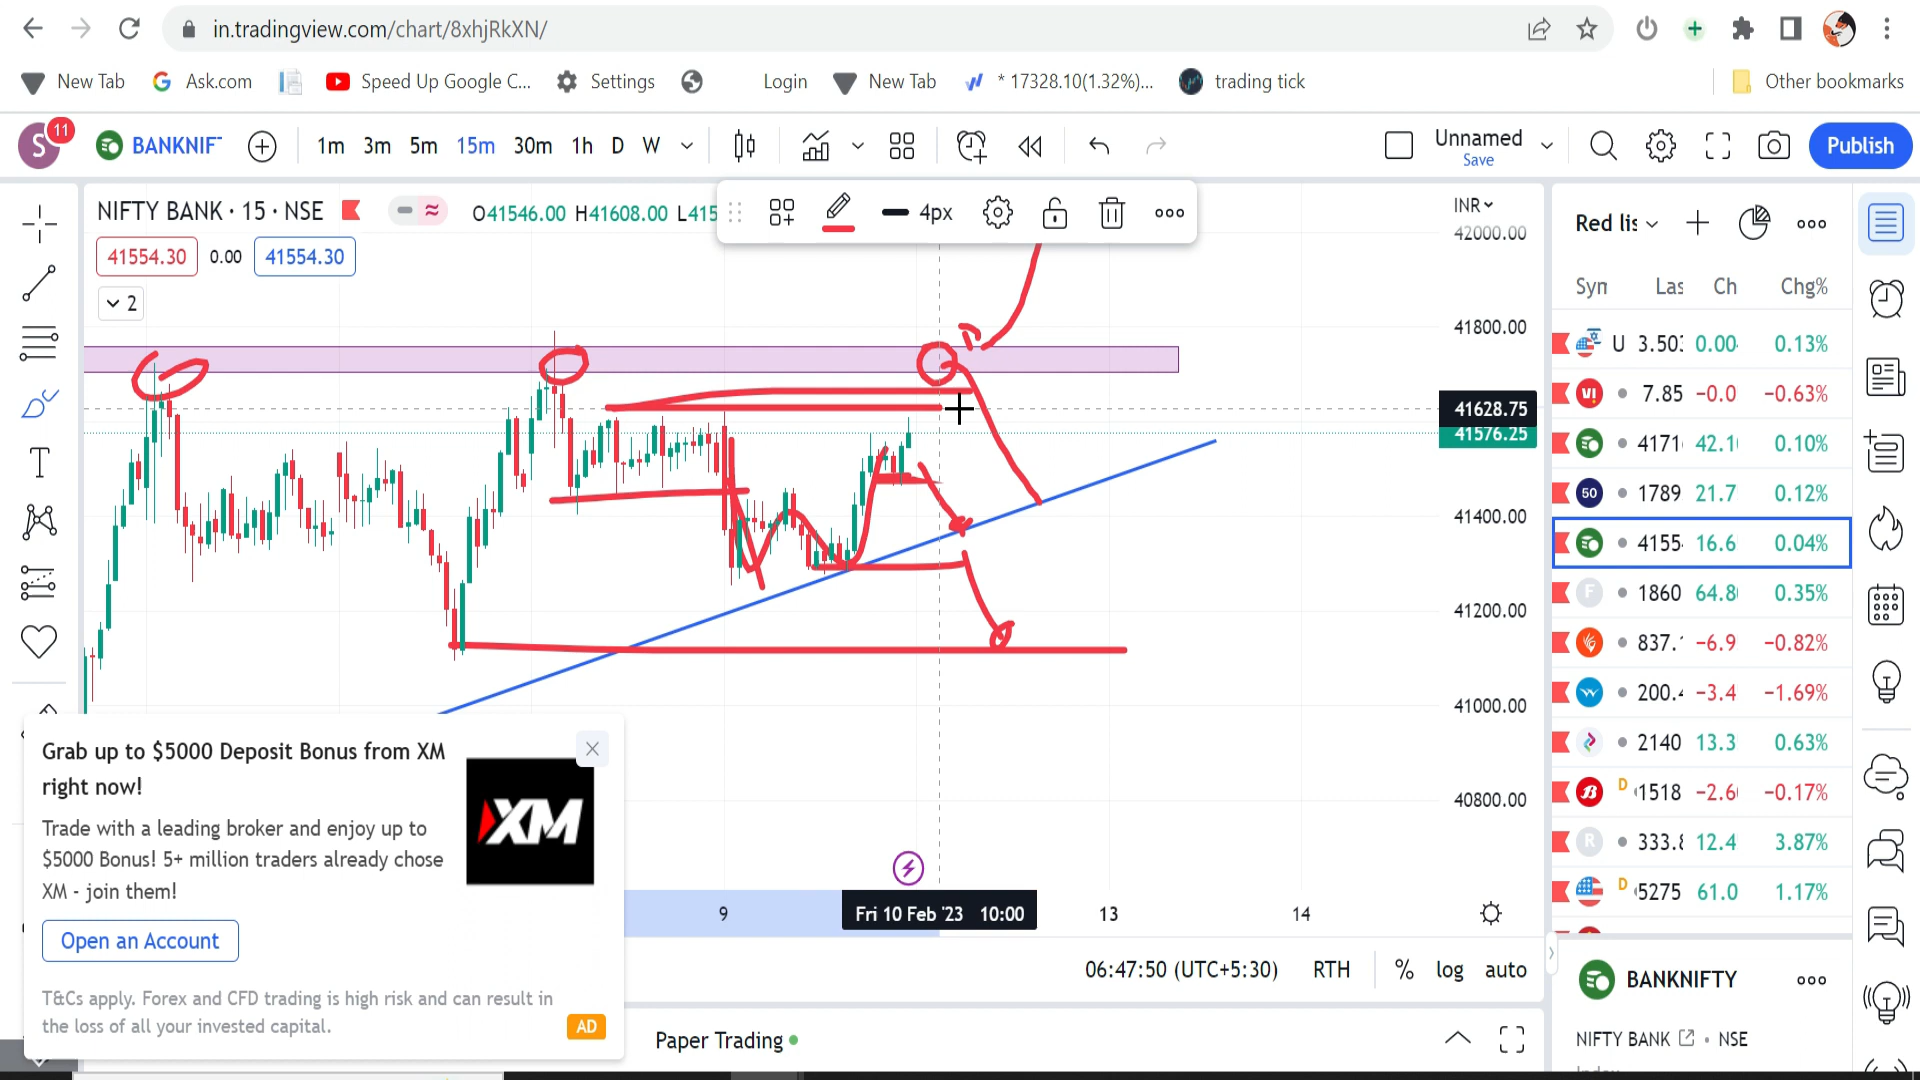 in.tradingview.com/chart/8xhjRkXN/
New Tab Ask.com Speed Up Google C... Settings Login New Tab * 17328.10(1.32%)... trading tick Other bookmarks
S 11 BANKNIF 1m 3m 5m 15m 30m 1h D W Unnamed Save Publish
NIFTY BANK · 15 · NSE O41546.00 H41608.00 L415 4px INR
41554.30 0.00 41554.30
2
42000.00
41800.00
41628.75
41576.25
41400.00
41200.00
41000.00
40800.00
Red lis
Syn Las Ch Chg%
U 3.503 0.00 0.13%
VI 7.85 −0.0 −0.63%
4171 42.1 0.10%
50 1789 21.7 0.12%
4155 16.6 0.04%
F 1860 64.8 0.35%
837. −6.9 −0.82%
200.4 −3.4 −1.69%
2140 13.3 0.63%
B D 1518 −2.6 −0.17%
R 333.8 12.4 3.87%
D 5275 61.0 1.17%
Grab up to $5000 Deposit Bonus from XM
right now!
XM
Trade with a leading broker and enjoy up to
$5000 Bonus! 5+ million traders already chose
XM - join them!
Open an Account
T&Cs apply. Forex and CFD trading is high risk and can result in
the loss of all your invested capital.
AD
9 Fri 10 Feb '23 10:00 13 14
06:47:50 (UTC+5:30) RTH % log auto
Paper Trading
BANKNIFTY
NIFTY BANK • NSE